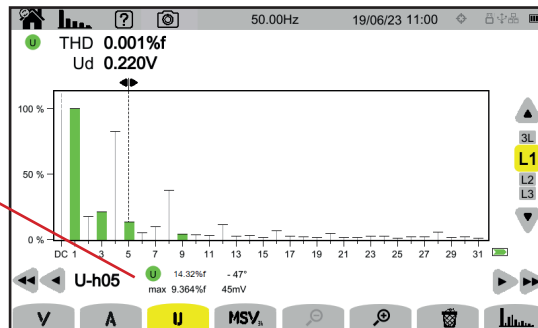 50.00Hz 19/06/23 11:00
U THD 0.001%f
Ud 0.220V
100 %
50 %
0 %
DC 1 3 5 7 9 11 13 15 17 19 21 23 25 27 29 31
3L
L1
L2
L3
U-h05 U 14.32%f - 47°
max 9.364%f 45mV
V A U MSV